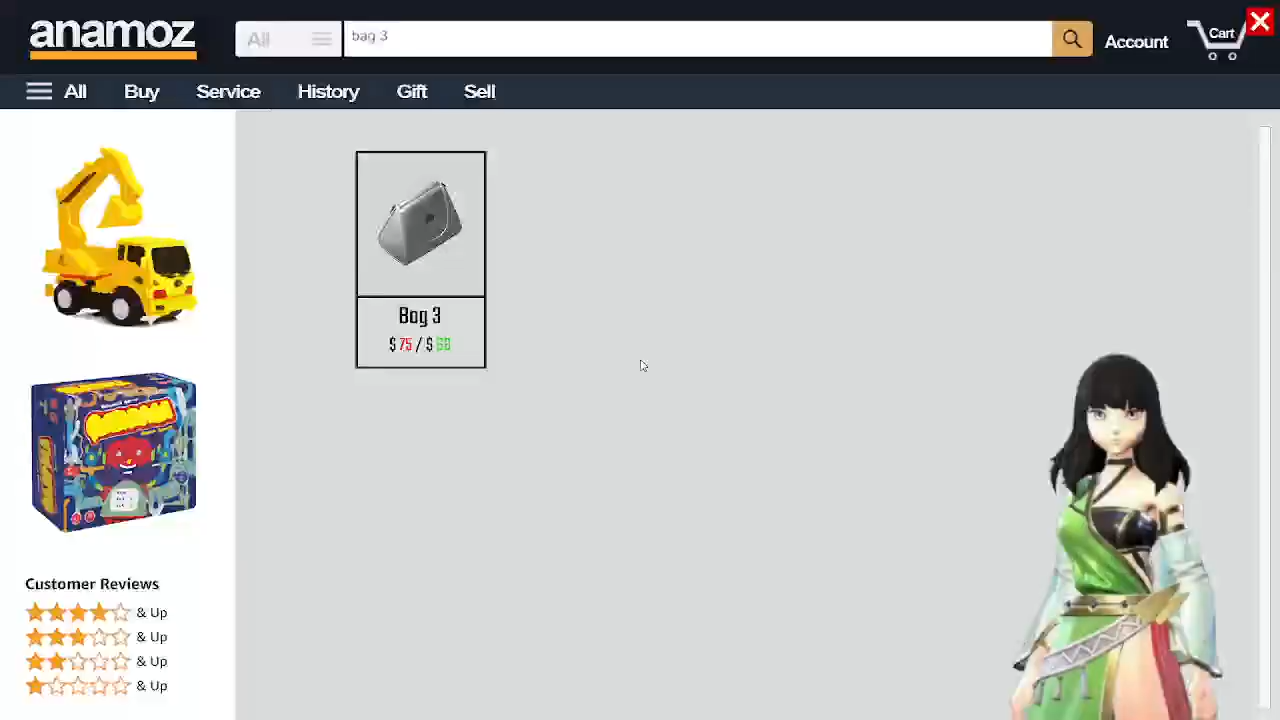 anamoz
All
bag 3
Account
Cart
All Buy Service History Gift Sell
Bag 3
$ 75 / $
Customer Reviews
& Up
& Up
& Up
& Up